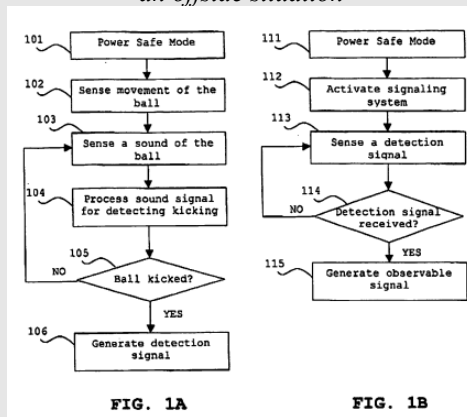 an offside situation
101
Power Safe Mode
102
Sense movement of the
ball
103
Sense a sound of the
ball
104
Process sound signal
for detecting kicking
105
NO
Ball kicked?
YES
106
Generate detection
signal
FIG. 1A
111
Power Safe Mode
112
Activate signaling
system
113
Sense a detection
signal
114
NO
Detection signal
received?
YES
115
Generate observable
signal
FIG. 1B